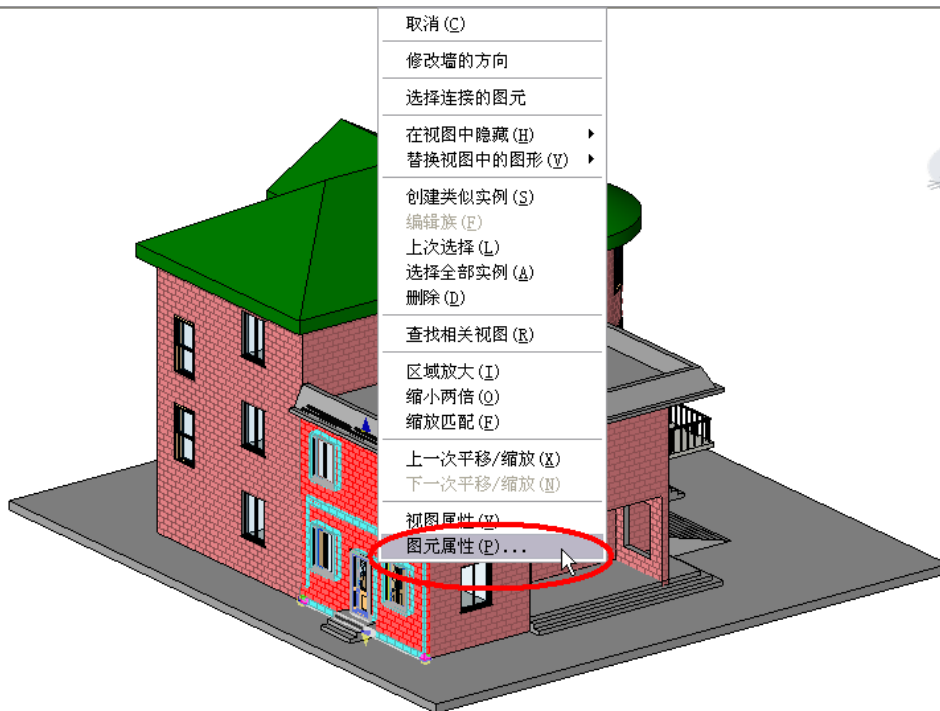 取消(C)
修改墙的方向
选择连接的图元
在视图中隐藏(H)
替换视图中的图形(V)
创建类似实例(S)
编辑族(F)
上次选择(L)
选择全部实例(A)
删除(D)
查找相关视图(R)
区域放大(I)
缩小两倍(O)
缩放匹配(F)
上一次平移/缩放(X)
下一次平移/缩放(N)
视图属性(V)
图元属性(P)...